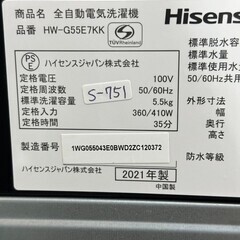 商品名 全自動電気洗濯機
品番 HW-G55E7KK
Hisens
TÜVRheinland
標準脱水容
標準使用水
標準水量
50/60Hz共用
PSE
ハイセンスジャパン株式会社
定格電圧 100V
定格周波数 50/60Hz
標準洗濯容量 5.5kg
定格消費電力 360/410W
定格時間 35分
S-751
外形寸法
質量
防水等級
製造番号 1WG055043E0BWD2ZC120372
ハイセンスジャパン株式会社
2021年製
中国製